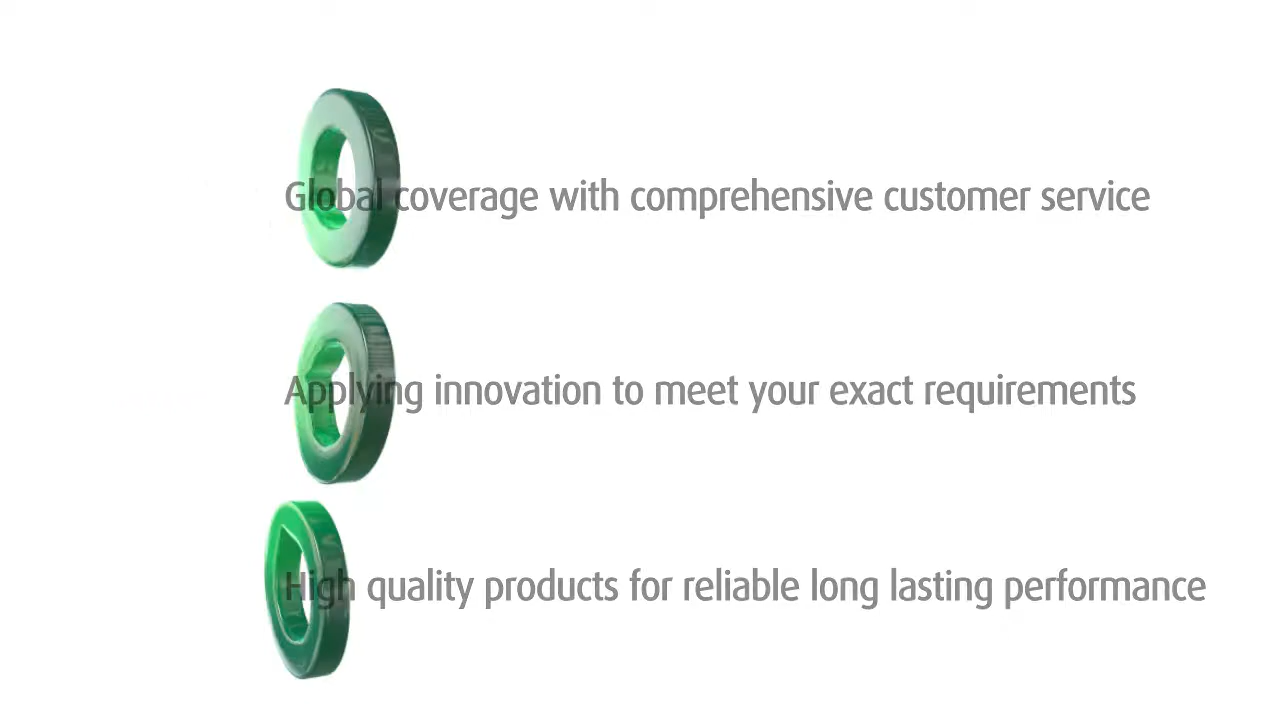 Global coverage with comprehensive customer service
Applying innovation to meet your exact requirements
High quality products for reliable long lasting performance